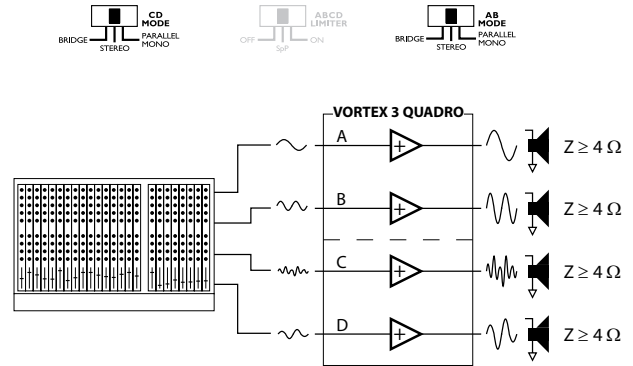 CD
MODE
BRIDGE
STEREO
PARALLEL
MONO
ABCD
LIMITER
OFF
SpP
ON
AB
MODE
BRIDGE
STEREO
PARALLEL
MONO
VORTEX 3 QUADRO
A
Z ≥ 4 Ω
B
Z ≥ 4 Ω
C
Z ≥ 4 Ω
D
Z ≥ 4 Ω